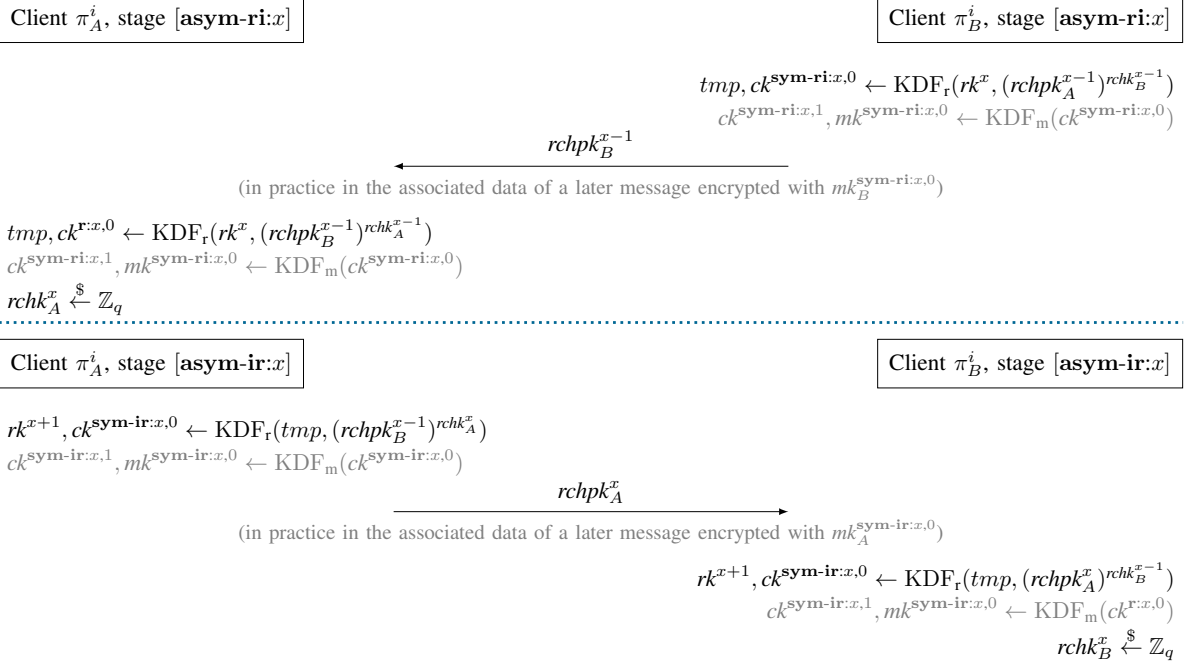 Client π_A^i, stage [asym-ri:x]
Client π_B^i, stage [asym-ri:x]
tmp, ck^{sym-ri:x,0} ← KDF_r(rk^x, (rchpk_A^{x−1})^{rchk_B^{x−1}})
ck^{sym-ri:x,1}, mk^{sym-ri:x,0} ← KDF_m(ck^{sym-ri:x,0})
rchpk_B^{x−1}
(in practice in the associated data of a later message encrypted with mk_B^{sym-ri:x,0})
tmp, ck^{r:x,0} ← KDF_r(rk^x, (rchpk_B^{x−1})^{rchk_A^{x−1}})
ck^{sym-ri:x,1}, mk^{sym-ri:x,0} ← KDF_m(ck^{sym-ri:x,0})
rchk_A^x ←$ ℤ_q
Client π_A^i, stage [asym-ir:x]
Client π_B^i, stage [asym-ir:x]
rk^{x+1}, ck^{sym-ir:x,0} ← KDF_r(tmp, (rchpk_B^{x−1})^{rchk_A^x})
ck^{sym-ir:x,1}, mk^{sym-ir:x,0} ← KDF_m(ck^{sym-ir:x,0})
rchpk_A^x
(in practice in the associated data of a later message encrypted with mk_A^{sym-ir:x,0})
rk^{x+1}, ck^{sym-ir:x,0} ← KDF_r(tmp, (rchpk_A^x)^{rchk_B^{x−1}})
ck^{sym-ir:x,1}, mk^{sym-ir:x,0} ← KDF_m(ck^{r:x,0})
rchk_B^x ←$ ℤ_q